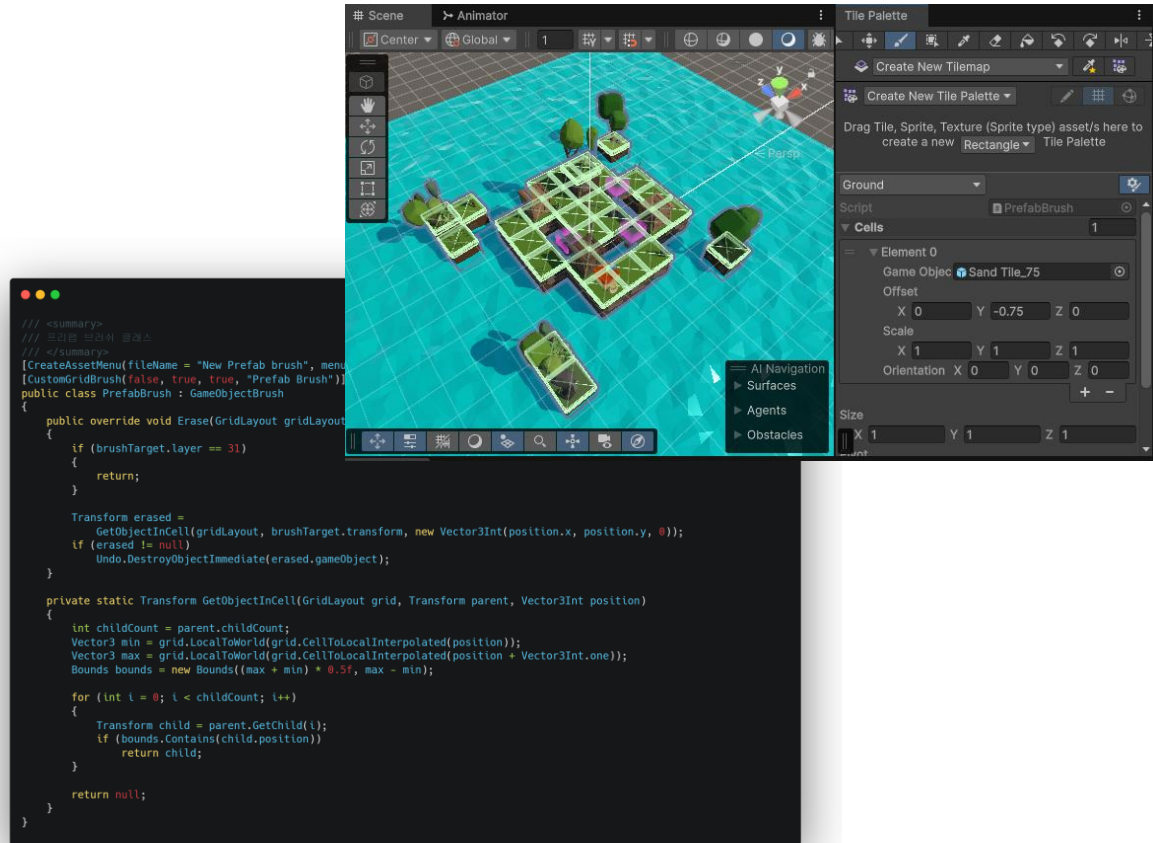 Scene
Animator
Center
Global
1
y
z
x
Persp
AI Navigation
Surfaces
Agents
Obstacles
Tile Palette
Create New Tilemap
Create New Tile Palette
Drag Tile, Sprite, Texture (Sprite type) asset/s here to
create a new Rectangle Tile Palette
Ground
Script PrefabBrush
Cells 1
Element 0
Game Objec Sand Tile_75
Offset
X 0 Y -0.75 Z 0
Scale
X 1 Y 1 Z 1
Orientation X 0 Y 0 Z 0
+ -
Size
X 1 Y 1 Z 1
/// <summary>
/// 프리팹 브러쉬 클래스
/// </summary>
[CreateAssetMenu(fileName = "New Prefab brush", menu
[CustomGridBrush(false, true, true, "Prefab Brush")]
public class PrefabBrush : GameObjectBrush
{
public override void Erase(GridLayout gridLayout
{
if (brushTarget.layer == 31)
{
return;
}
Transform erased =
GetObjectInCell(gridLayout, brushTarget.transform, new Vector3Int(position.x, position.y, 0));
if (erased != null)
Undo.DestroyObjectImmediate(erased.gameObject);
}
private static Transform GetObjectInCell(GridLayout grid, Transform parent, Vector3Int position)
{
int childCount = parent.childCount;
Vector3 min = grid.LocalToWorld(grid.CellToLocalInterpolated(position));
Vector3 max = grid.LocalToWorld(grid.CellToLocalInterpolated(position + Vector3Int.one));
Bounds bounds = new Bounds((max + min) * 0.5f, max - min);
for (int i = 0; i < childCount; i++)
{
Transform child = parent.GetChild(i);
if (bounds.Contains(child.position))
return child;
}
return null;
}
}